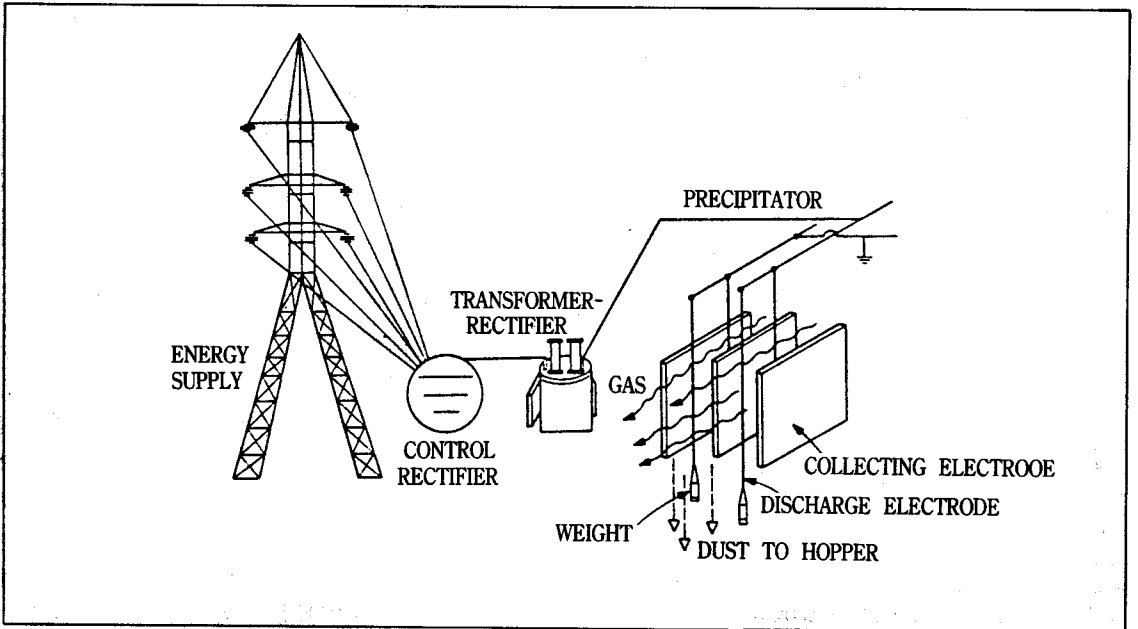 PRECIPITATOR
TRANSFORMER-
RECTIFIER
ENERGY
SUPPLY
GAS
CONTROL
RECTIFIER
COLLECTING ELECTROOE
DISCHARGE ELECTRODE
WEIGHT
DUST TO HOPPER